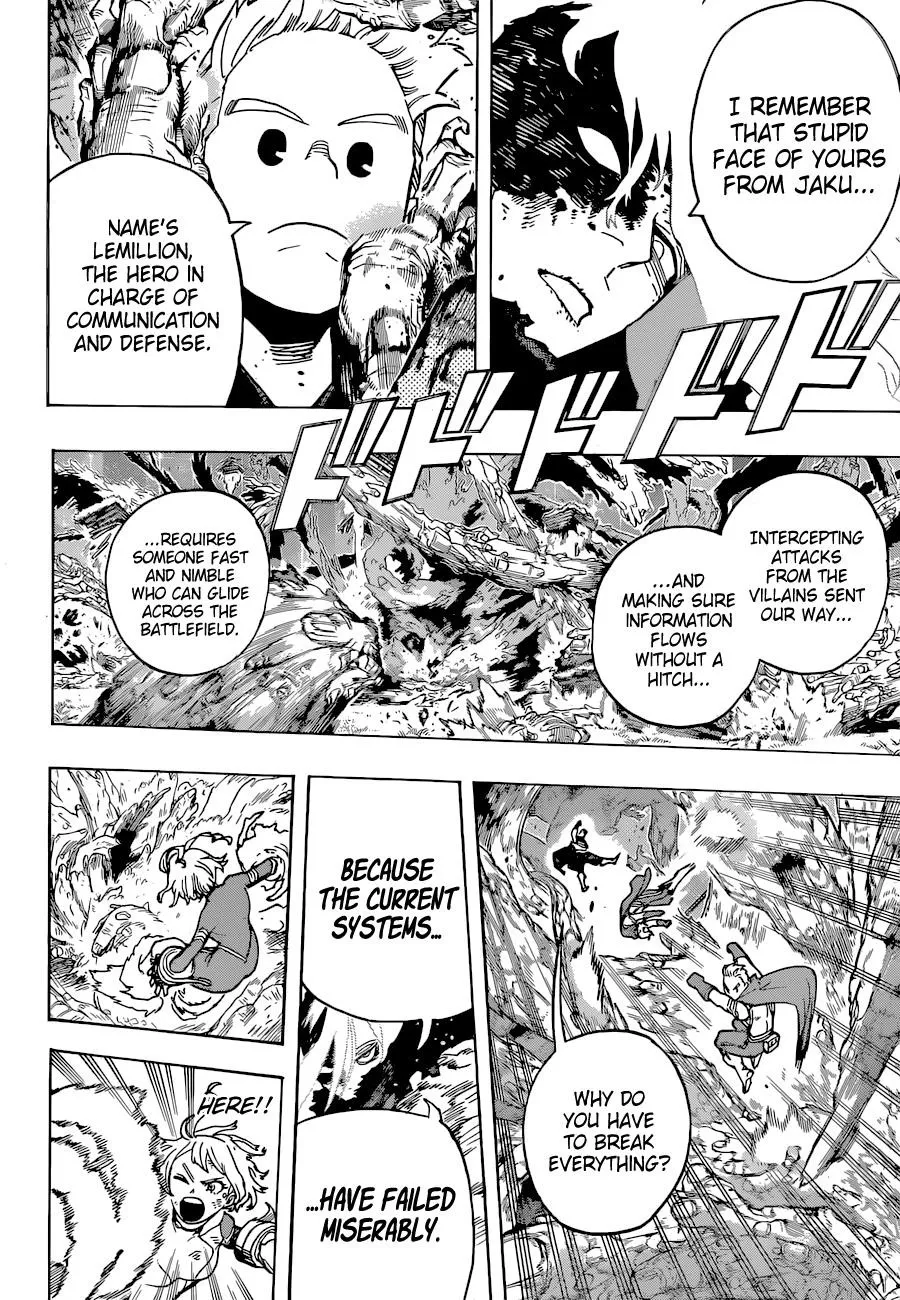 I REMEMBER
THAT STUPID
FACE OF YOURS
FROM JAKU...
NAME'S
LEMILLION,
THE HERO IN
CHARGE OF
COMMUNICATION
AND DEFENSE.
ドドドドド
INTERCEPTING
ATTACKS
FROM THE
VILLAINS SENT
OUR WAY...
...AND
MAKING SURE
INFORMATION
FLOWS
WITHOUT A
HITCH...
...REQUIRES
SOMEONE FAST
AND NIMBLE
WHO CAN GLIDE
ACROSS THE
BATTLEFIELD.
WHY DO
YOU HAVE
TO BREAK
EVERYTHING?
BECAUSE
THE CURRENT
SYSTEMS...
...HAVE FAILED
MISERABLY.
HERE!!